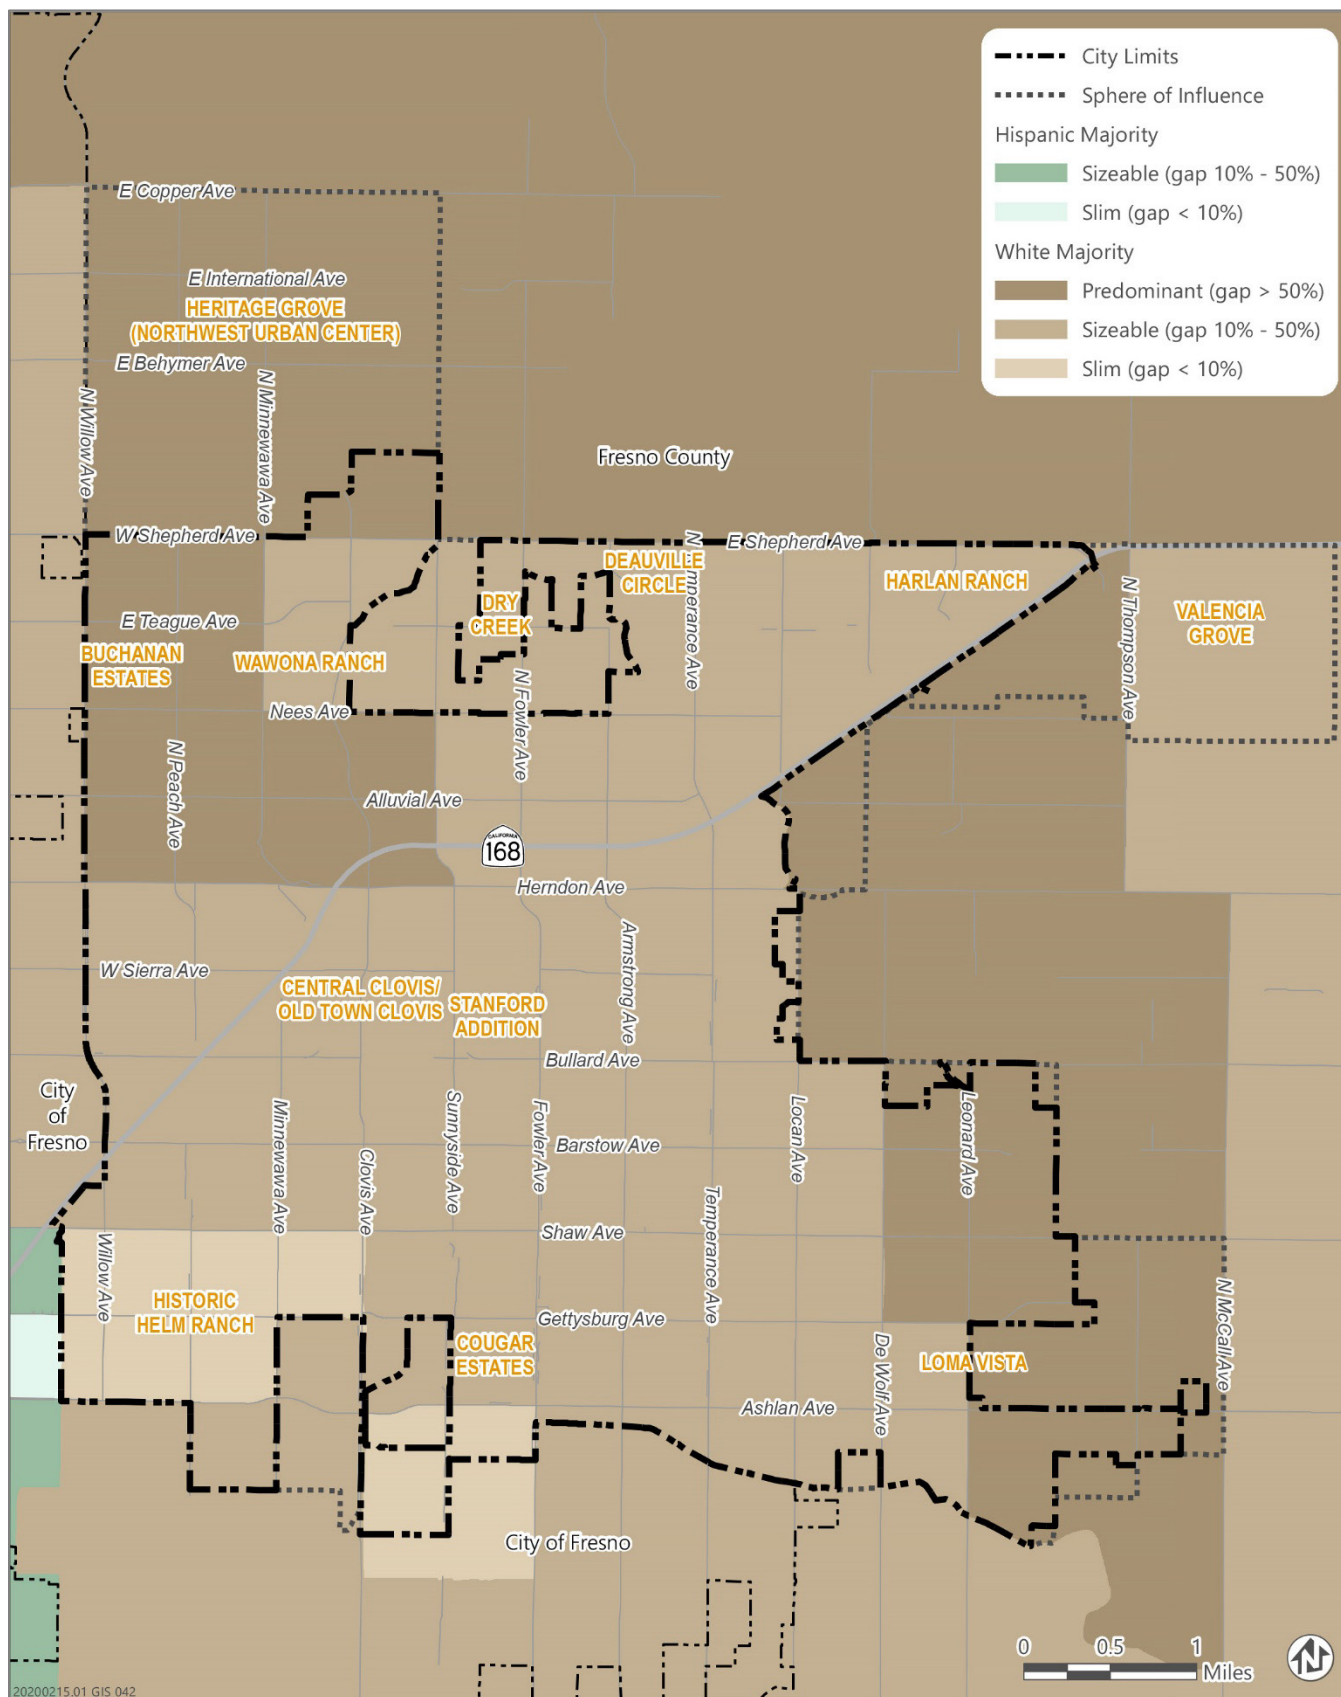 City Limits
Sphere of Influence
Hispanic Majority
Sizeable (gap 10% - 50%)
Slim (gap < 10%)
White Majority
Predominant (gap > 50%)
Sizeable (gap 10% - 50%)
Slim (gap < 10%)
E Copper Ave
E International Ave
HERITAGE GROVE
(NORTHWEST URBAN CENTER)
E Behymer Ave
N Willow Ave
N Minnewawa Ave
Fresno County
W Shepherd Ave
E Shepherd Ave
N Temperance Ave
DEAUVILLE
CIRCLE
HARLAN RANCH
N Thompson Ave
VALENCIA
GROVE
DRY
CREEK
E Teague Ave
BUCHANAN
ESTATES
WAWONA RANCH
Nees Ave
N Fowler Ave
N Peach Ave
Alluvial Ave
CALIFORNIA
168
Herndon Ave
Armstrong Ave
W Sierra Ave
CENTRAL CLOVIS/
OLD TOWN CLOVIS
STANFORD
ADDITION
Bullard Ave
City
of
Fresno
Minnewawa Ave
Clovis Ave
Sunnyside Ave
Fowler Ave
Barstow Ave
Locan Ave
Leonard Ave
Temperance Ave
Shaw Ave
Willow Ave
HISTORIC
HELM RANCH
Gettysburg Ave
COUGAR
ESTATES
De Wolf Ave
LOMA VISTA
N McCall Ave
Ashlan Ave
City of Fresno
0 0.5 1
Miles
N
20200215.01 GIS 042